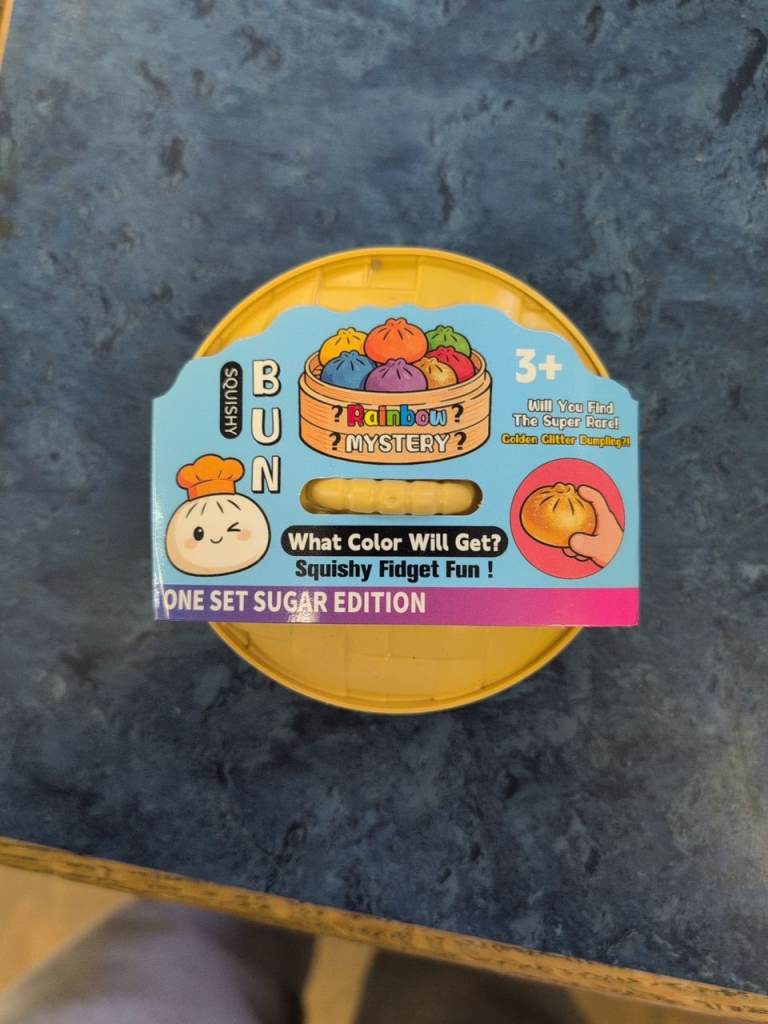 SQUISHY
BUN
? Rainbow ?
? MYSTERY ?
3+
Will You Find
The Super Rare!
Golden Glitter Dumpling?!
What Color Will Get?
Squishy Fidget Fun !
ONE SET SUGAR EDITION